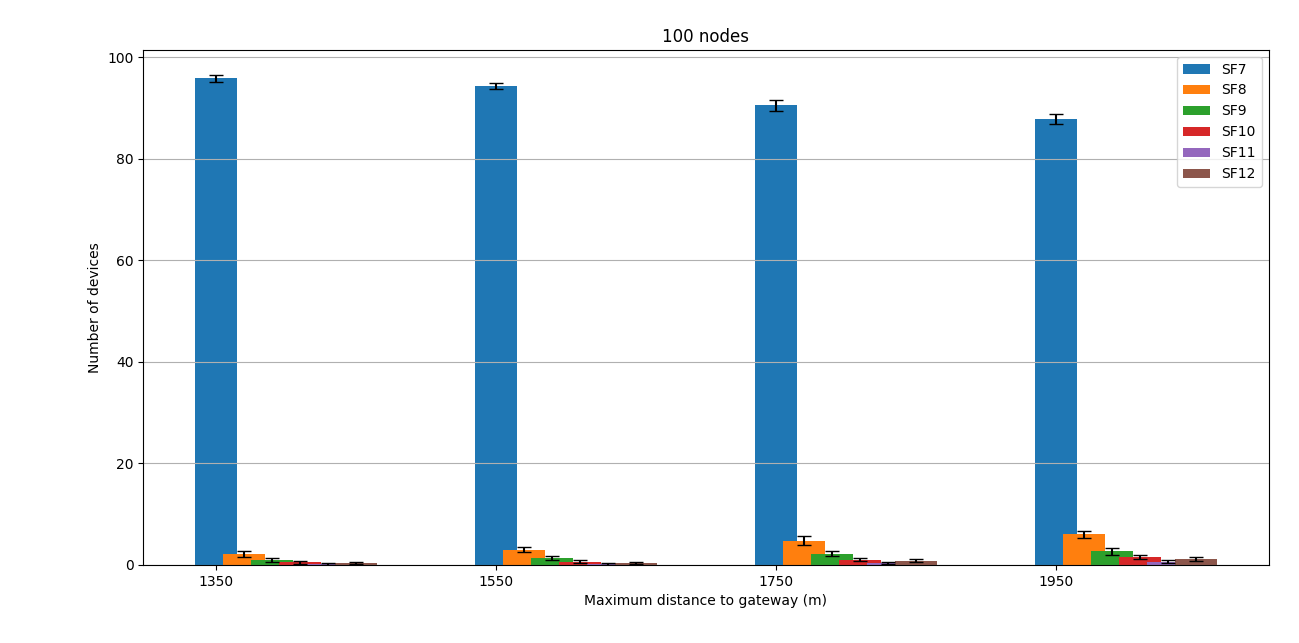 100 nodes
100
80
60
40
20
0
Number of devices
1350
1550
1750
1950
Maximum distance to gateway (m)
SF7
SF8
SF9
SF10
SF11
SF12